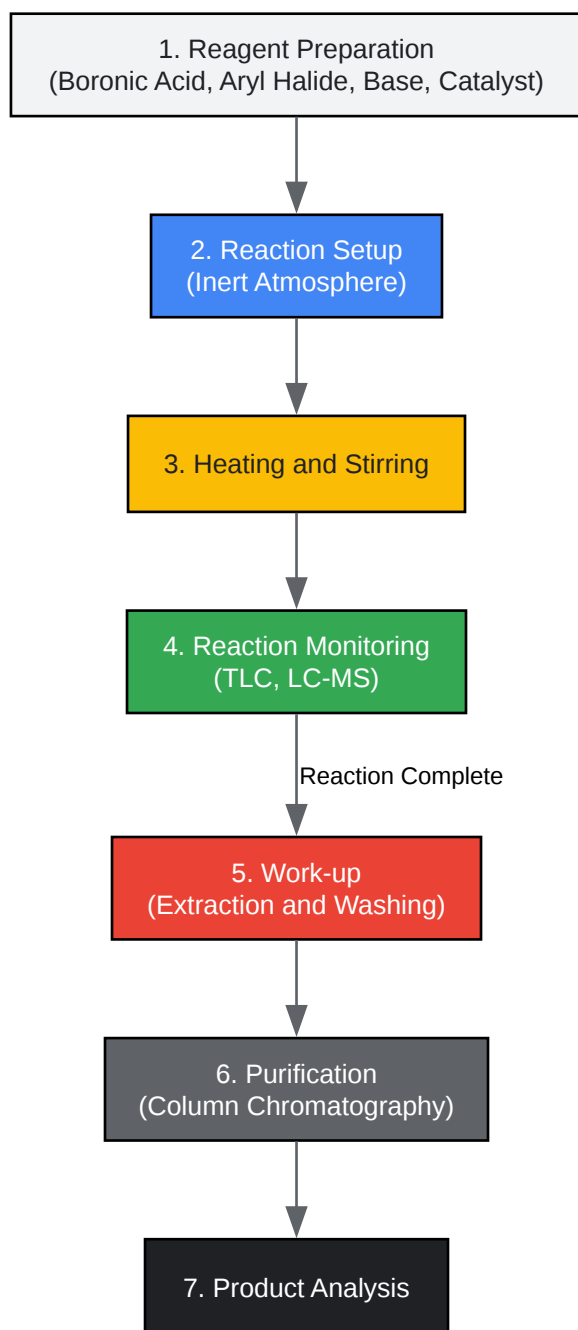 1. Reagent Preparation
(Boronic Acid, Aryl Halide, Base, Catalyst)
2. Reaction Setup
(Inert Atmosphere)
3. Heating and Stirring
4. Reaction Monitoring
(TLC, LC-MS)
Reaction Complete
5. Work-up
(Extraction and Washing)
6. Purification
(Column Chromatography)
7. Product Analysis